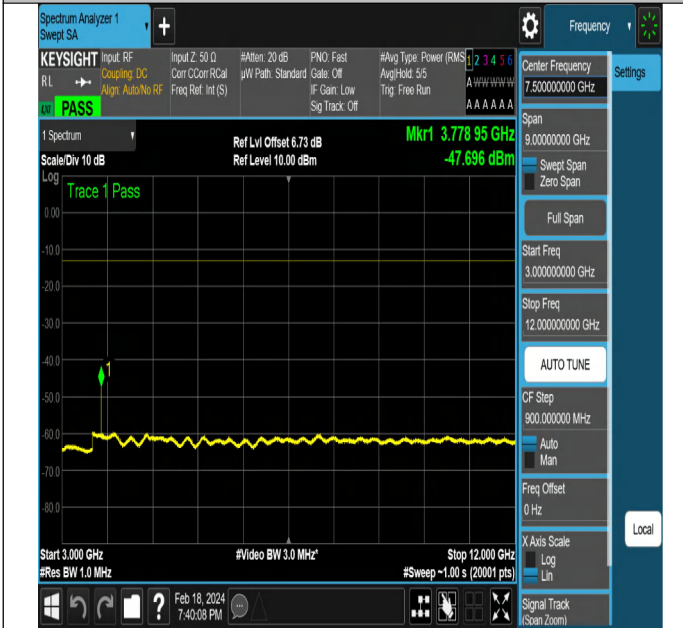 Spectrum Analyzer 1
Swept SA
Frequency
KEYSIGHT
RL
LXI
PASS
Input: RF
Coupling: DC
Align: Auto/No RF
Input Z: 50 Ω
Corr CCorr RCal
Freq Ref: Int (S)
#Atten: 20 dB
µW Path: Standard
PNO: Fast
Gate: Off
IF Gain: Low
Sig Track: Off
#Avg Type: Power (RMS
Avg|Hold: 5/5
Trig: Free Run
1 2 3 4 5 6
A W W W W W
A A A A A A
1 Spectrum
Scale/Div 10 dB
Log
Ref Lvl Offset 6.73 dB
Ref Level 10.00 dBm
Mkr1 3.778 95 GHz
-47.696 dBm
Trace 1 Pass
0.00
-10.0
-20.0
-30.0
-40.0
-50.0
-60.0
-70.0
-80.0
1
Start 3.000 GHz
#Res BW 1.0 MHz
#Video BW 3.0 MHz*
Stop 12.000 GHz
#Sweep ~1.00 s (20001 pts)
Feb 18, 2024
7:40:08 PM
Center Frequency
7.50000000 GHz
Settings
Span
9.00000000 GHz
Swept Span
Zero Span
Full Span
Start Freq
3.000000000 GHz
Stop Freq
12.000000000 GHz
AUTO TUNE
CF Step
900.000000 MHz
Auto
Man
Freq Offset
0 Hz
X Axis Scale
Log
Lin
Local
Signal Track
(Span Zoom)